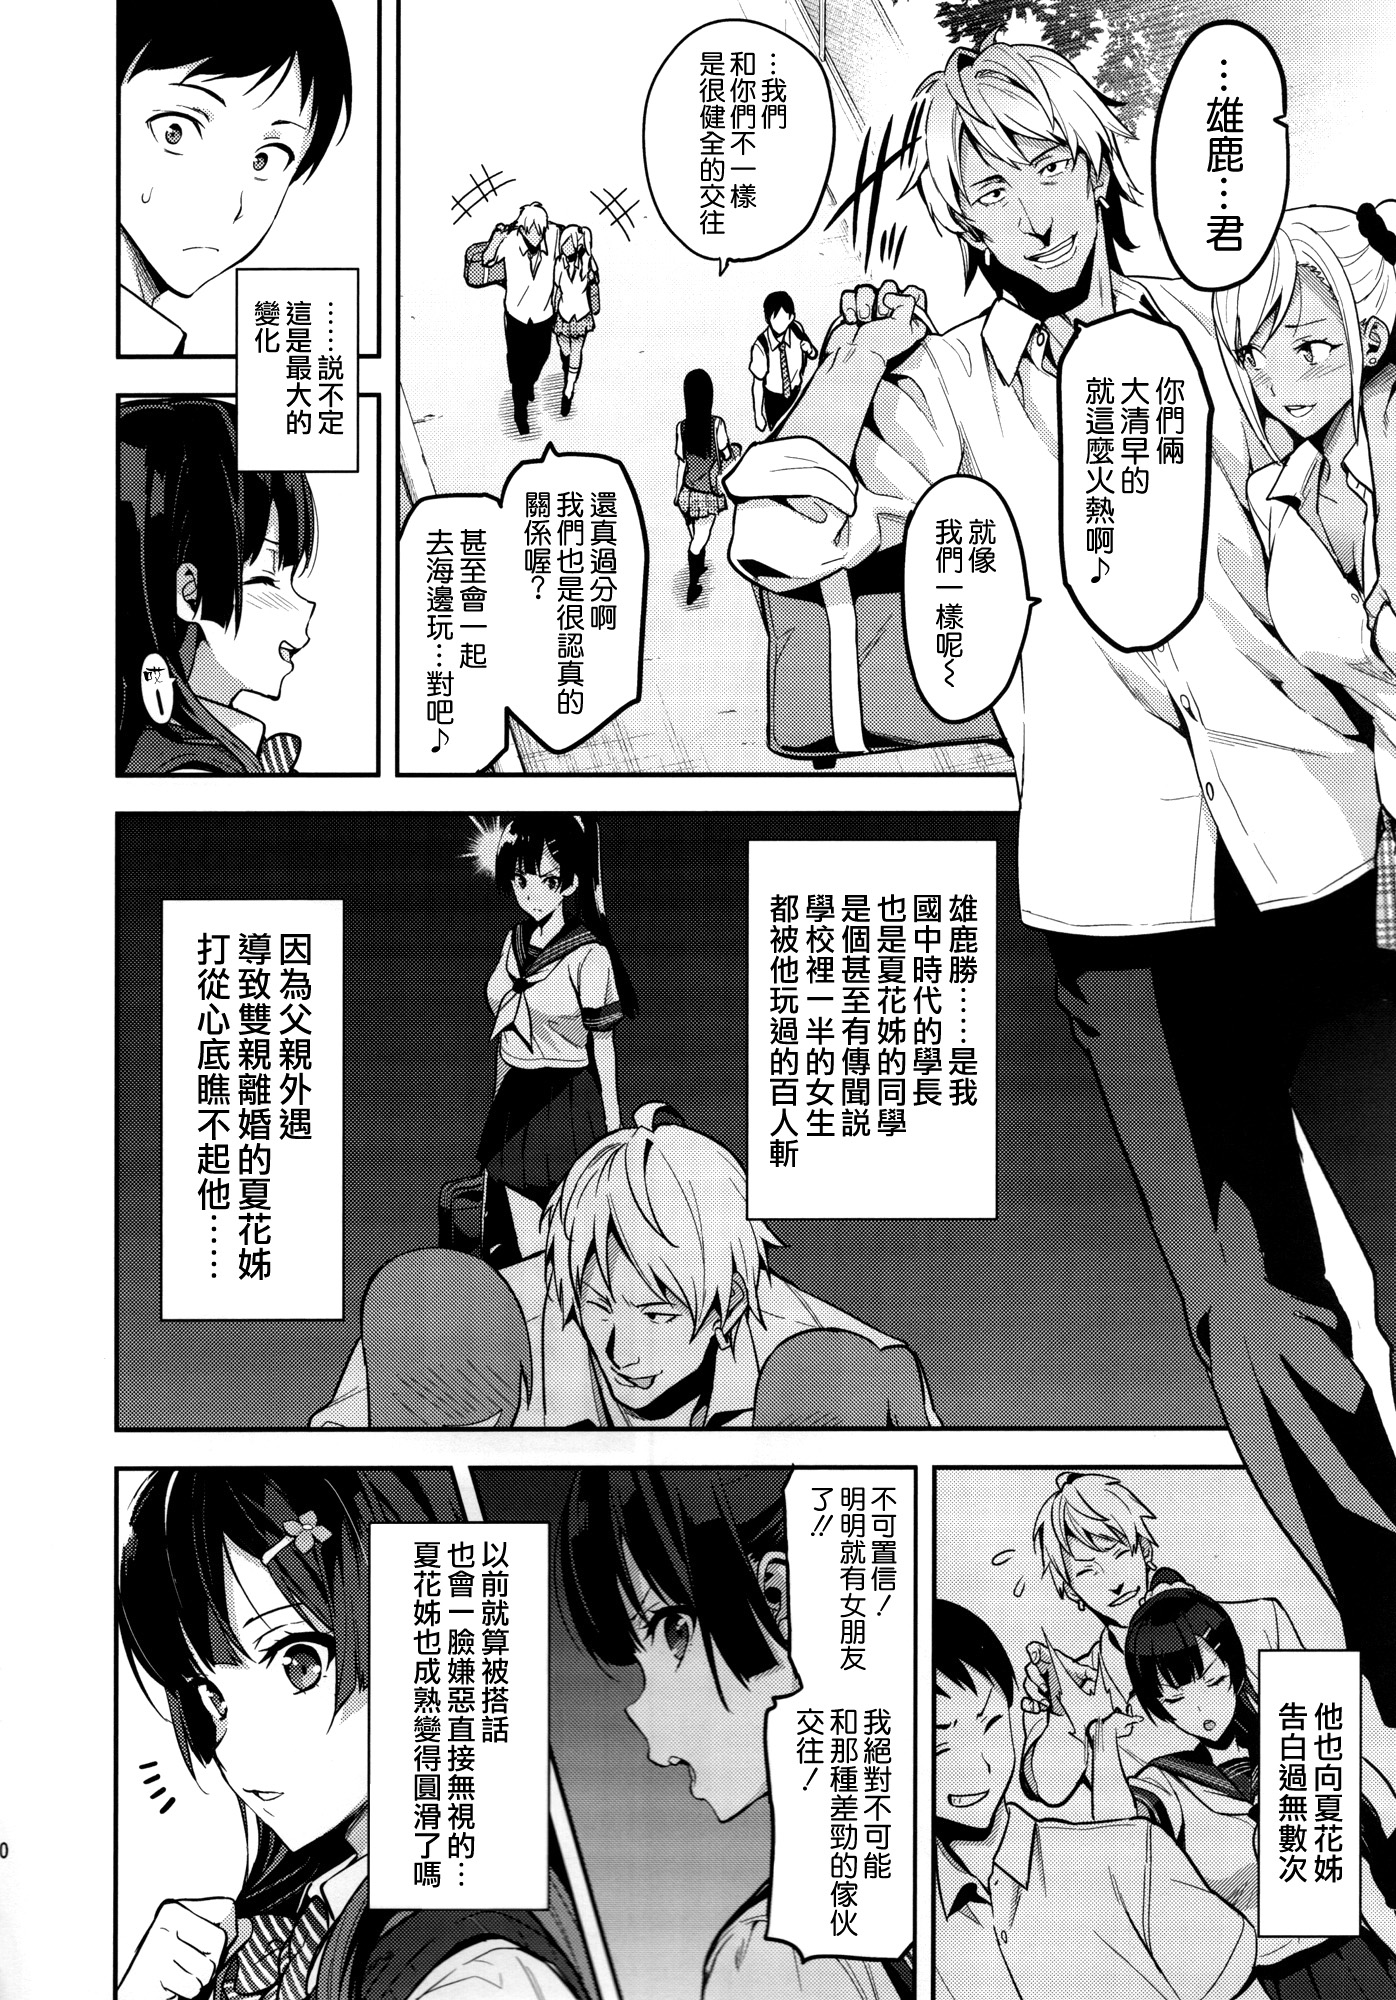 …雄鹿…君
你們倆
大清早的
就這麼火熱啊♪
就像
我們一樣呢~
…我們
和你們不一樣
是很健全的交往
還真過分啊
我們也是很認真的
關係喔?
甚至會一起
去海邊玩…對吧♪
……說不定
這是最大的
變化
哎ー
雄鹿勝……是我
國中時代的學長
也是夏花姊的同學
是個甚至有傳聞說
學校裡一半的女生
都被他玩過的百人斬
因為父親外遇
導致雙親離婚的夏花姊
打從心底瞧不起他……
他也向夏花姊
告白過無數次
不可置信!
明明就有女朋友
了!!
我絕對不可能
和那種差勁的傢伙
交往!
以前就算被搭話
也會一臉嫌惡直接無視的…
夏花姊也成熟變得圓滑了嗎